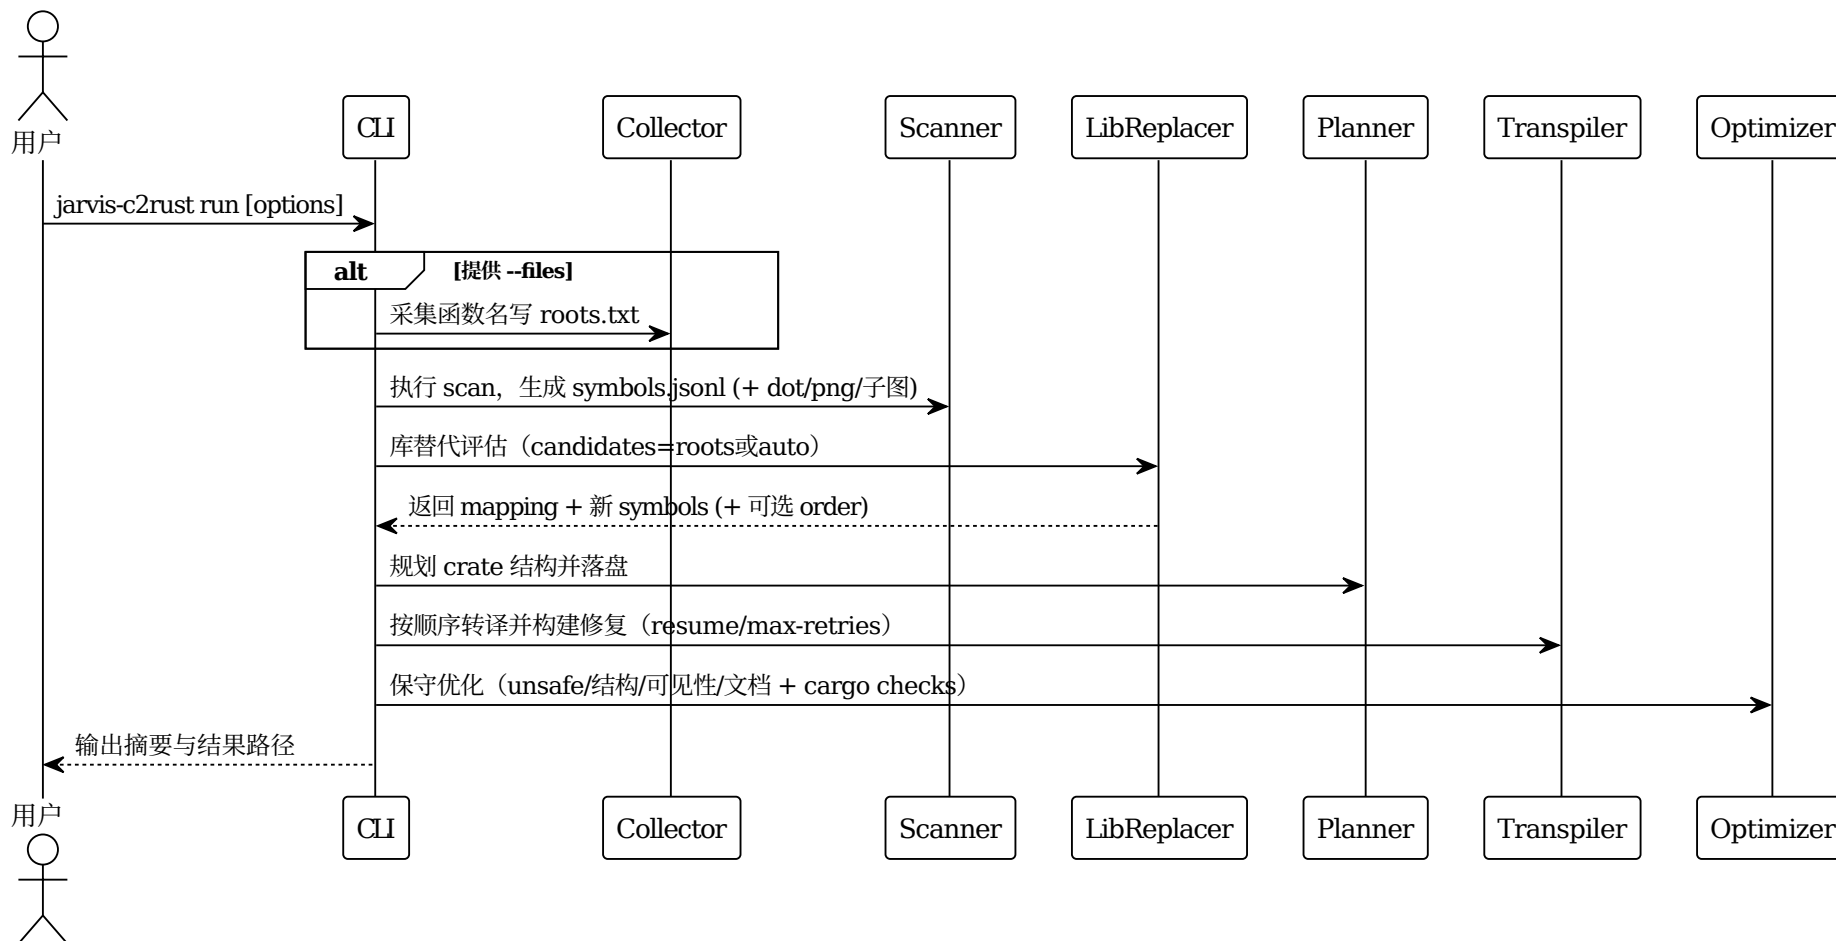 用户
CLI
Collector
Scanner
LibReplacer
Planner
Transpiler
Optimizer
jarvis-c2rust run [options]
alt
[提供 --files]
采集函数名写 roots.txt
执行 scan，生成 symbols.jsonl (+ dot/png/子图)
库替代评估（candidates=roots或auto）
返回 mapping + 新 symbols (+ 可选 order)
规划 crate 结构并落盘
按顺序转译并构建修复（resume/max-retries）
保守优化（unsafe/结构/可见性/文档 + cargo checks）
输出摘要与结果路径
用户
CLI
Collector
Scanner
LibReplacer
Planner
Transpiler
Optimizer